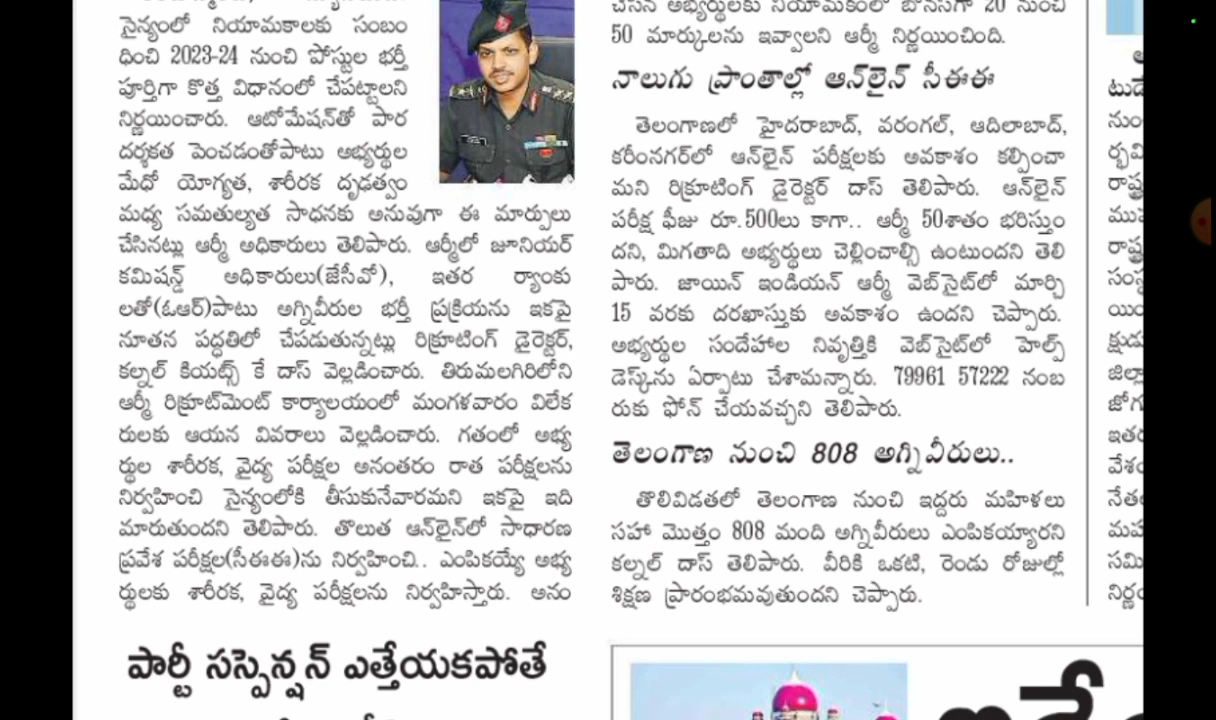 సైన్యంలో నియామకాలకు సంబం
ధించి 2023-24 నుంచి పోస్టుల భర్తీ
పూర్తిగా కొత్త విధానంలో చేపట్టాలని
నిర్ణయించారు. ఆటోమేషన్‌తో పార
దర్శకత పెంచడంతోపాటు అభ్యర్థుల
మేధో యోగ్యత, శారీరక దృఢత్వం
మధ్య సమతుల్యత సాధనకు అనువుగా ఈ మార్పులు
చేసినట్లు ఆర్మీ అధికారులు తెలిపారు. ఆర్మీలో జూనియర్
కమిషన్డ్ అధికారులు(జేసీవో), ఇతర ర్యాంకు
లతో(ఓఆర్)పాటు అగ్నివీరుల భర్తీ ప్రక్రియను ఇకపై
నూతన పద్ధతిలో చేపడుతున్నట్లు రిక్రూటింగ్ డైరెక్టర్,
కల్నల్ కియట్స్ కే దాస్ వెల్లడించారు. తిరుమలగిరిలోని
ఆర్మీ రిక్రూట్‌మెంట్ కార్యాలయంలో మంగళవారం విలేక
రులకు ఆయన వివరాలు వెల్లడించారు. గతంలో అభ్య
ర్థుల శారీరక, వైద్య పరీక్షల అనంతరం రాత పరీక్షలను
నిర్వహించి సైన్యంలోకి తీసుకునేవారమని ఇకపై ఇది
మారుతుందని తెలిపారు. తొలుత ఆన్‌లైన్‌లో సాధారణ
ప్రవేశ పరీక్షల(సీఈఈ)ను నిర్వహించి.. ఎంపికయ్యే అభ్య
ర్థులకు శారీరక, వైద్య పరీక్షలను నిర్వహిస్తారు. అనం
చేసిన అభ్యర్థులకు నియామకంలో బోనస్‌గా 20 నుంచి
50 మార్కులను ఇవ్వాలని ఆర్మీ నిర్ణయించింది.
నాలుగు ప్రాంతాల్లో ఆన్‌లైన్ సీఈఈ
తెలంగాణలో హైదరాబాద్, వరంగల్, ఆదిలాబాద్,
కరీంనగర్‌లో ఆన్‌లైన్ పరీక్షలకు అవకాశం కల్పించా
మని రిక్రూటింగ్ డైరెక్టర్ దాస్ తెలిపారు. ఆన్‌లైన్
పరీక్ష ఫీజు రూ.500లు కాగా.. ఆర్మీ 50శాతం భరిస్తుం
దని, మిగతాది అభ్యర్థులు చెల్లించాల్సి ఉంటుందని తెలి
పారు. జాయిన్ ఇండియన్ ఆర్మీ వెబ్‌సైట్‌లో మార్చి
15 వరకు దరఖాస్తుకు అవకాశం ఉందని చెప్పారు.
అభ్యర్థుల సందేహాల నివృత్తికి వెబ్‌సైట్‌లో హెల్ప్
డెస్క్‌ను ఏర్పాటు చేశామన్నారు. 79961 57222 నంబ
రుకు ఫోన్ చేయవచ్చని తెలిపారు.
తెలంగాణ నుంచి 808 అగ్నివీరులు..
తొలివిడతలో తెలంగాణ నుంచి ఇద్దరు మహిళలు
సహా మొత్తం 808 మంది అగ్నివీరులు ఎంపికయ్యారని
కల్నల్ దాస్ తెలిపారు. వీరికి ఒకటి, రెండు రోజుల్లో
శిక్షణ ప్రారంభమవుతుందని చెప్పారు.
పార్టీ సస్పెన్షన్ ఎత్తేయకపోతే